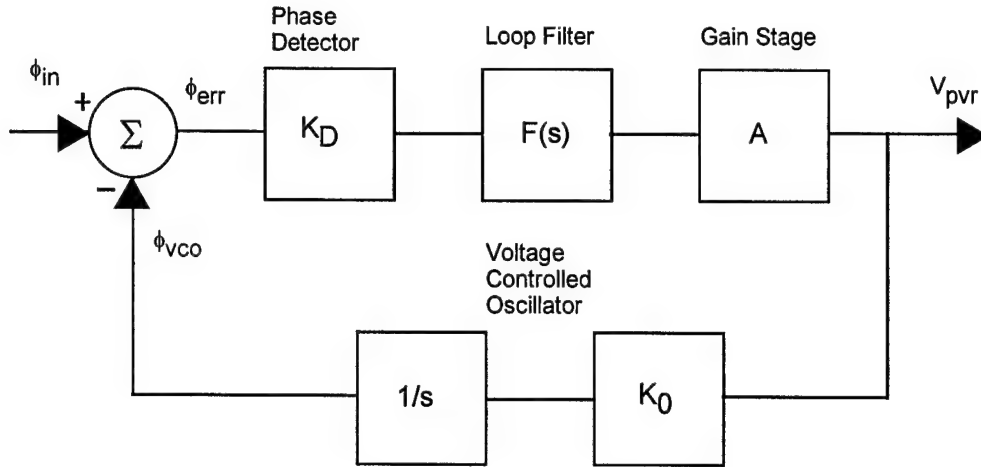 Phase
Detector
Loop Filter
Gain Stage
ϕin
+
Σ
ϕerr
KD
F(s)
A
Vpvr
−
ϕvco
Voltage
Controlled
Oscillator
1/s
K0